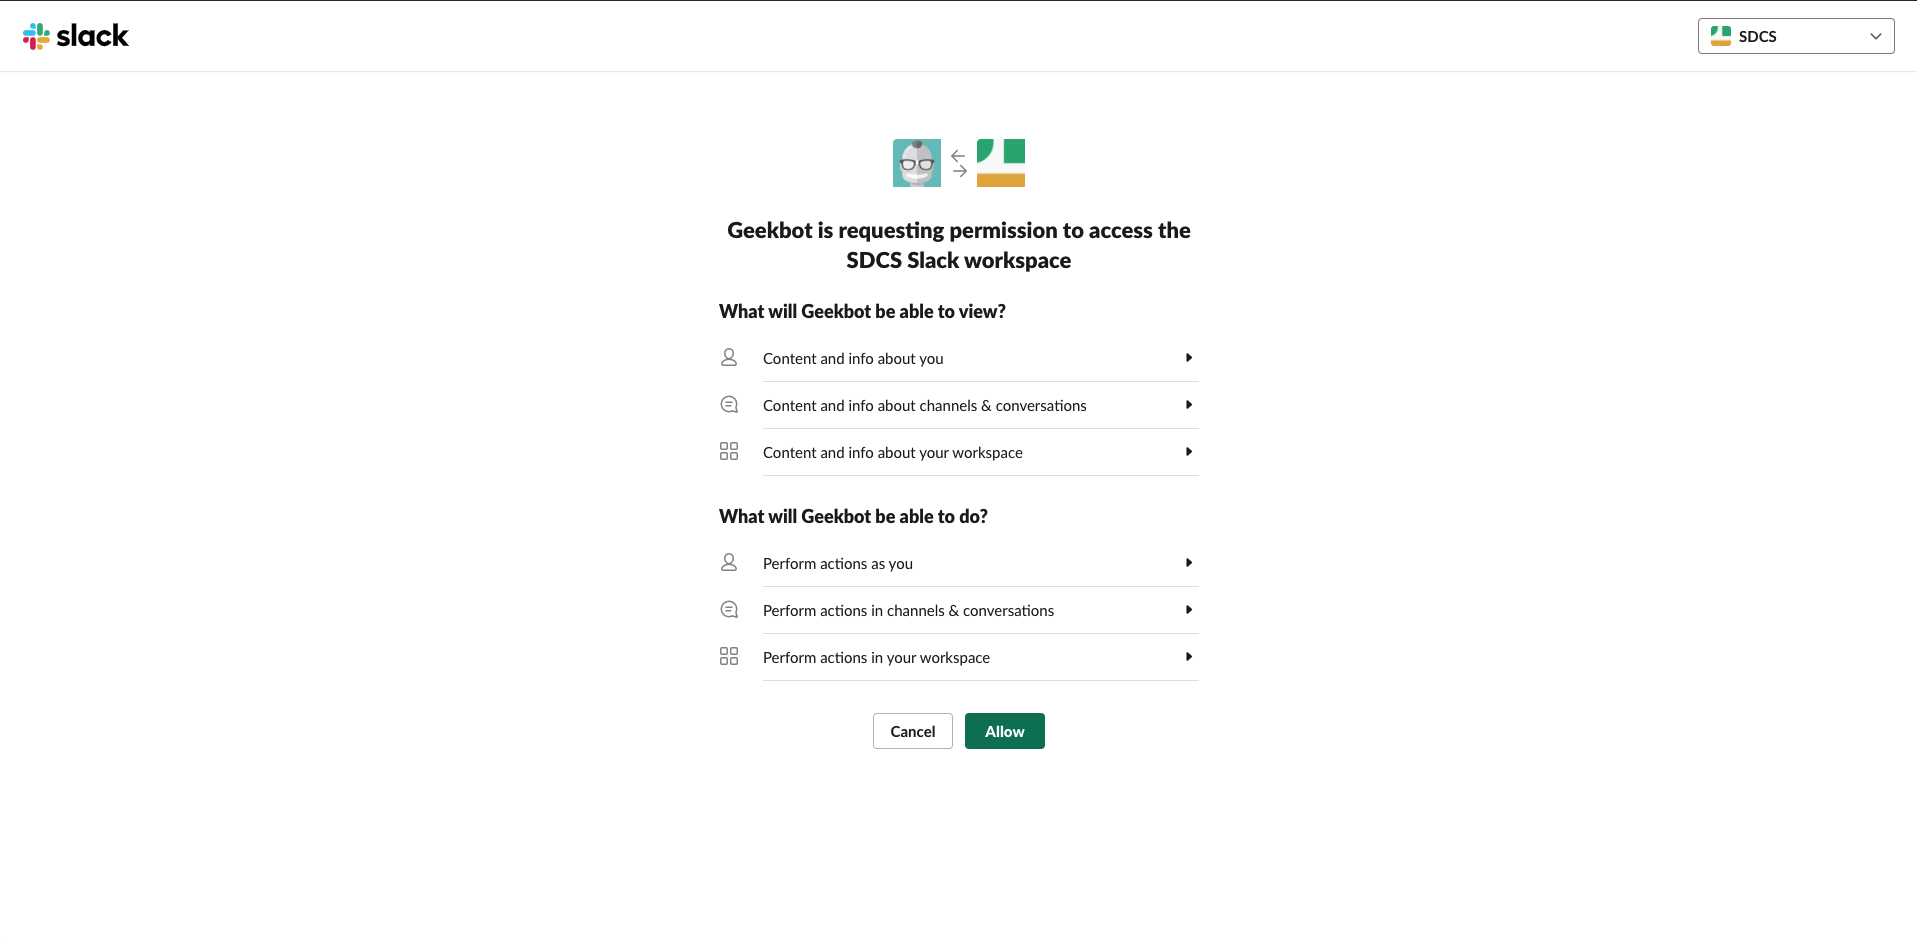 slack
SDCS
Geekbot is requesting permission to access the
SDCS Slack workspace
What will Geekbot be able to view?
Content and info about you
Content and info about channels & conversations
Content and info about your workspace
What will Geekbot be able to do?
Perform actions as you
Perform actions in channels & conversations
Perform actions in your workspace
Cancel
Allow